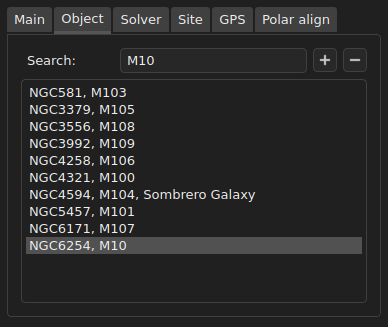 Main Object Solver Site GPS Polar align
Search: M10 + −
NGC581, M103
NGC3379, M105
NGC3556, M108
NGC3992, M109
NGC4258, M106
NGC4321, M100
NGC4594, M104, Sombrero Galaxy
NGC5457, M101
NGC6171, M107
NGC6254, M10